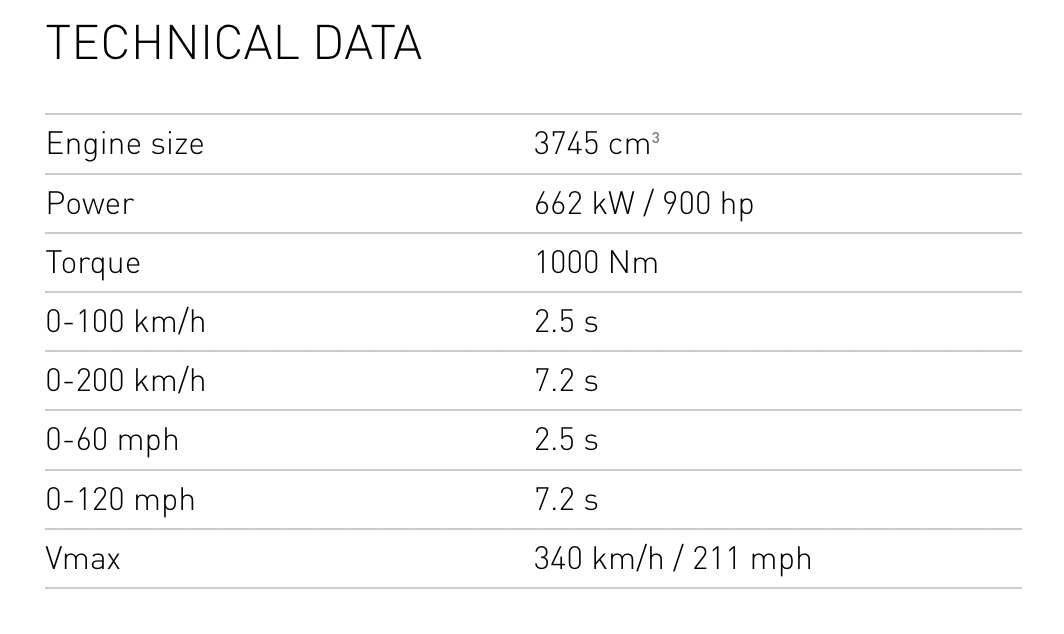 TECHNICAL DATA
Engine size 3745 cm³
Power 662 kW / 900 hp
Torque 1000 Nm
0-100 km/h 2.5 s
0-200 km/h 7.2 s
0-60 mph 2.5 s
0-120 mph 7.2 s
Vmax 340 km/h / 211 mph